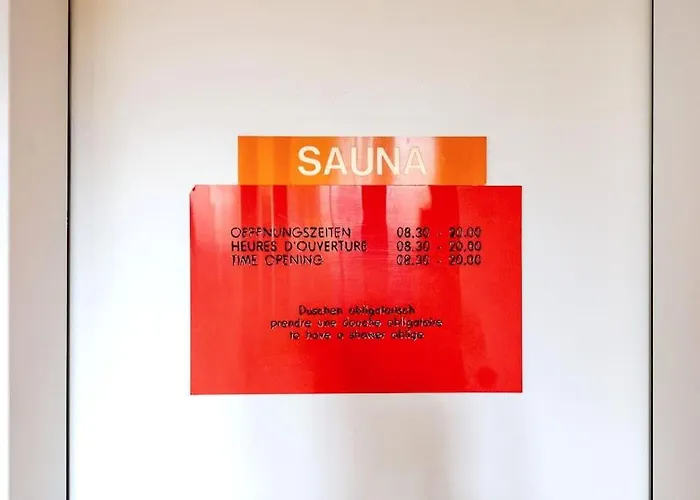 SAUNA
OEFFNUNGSZEITEN 08.30 - 20.00
HEURES D'OUVERTURE 08.30 - 20.00
TIME OPENING 08.30 - 20.00
Duschen obligatorisch
prendre une douche obligatoire
to have a shower oblige